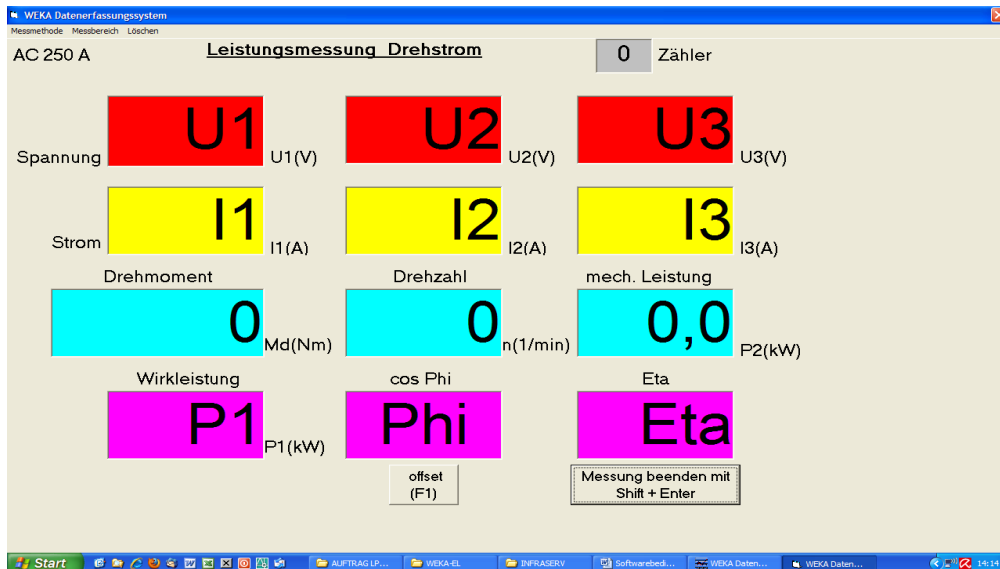 WEKA Datenerfassungssystem
Messmethode Messbereich Löschen
AC 250 A
Leistungsmessung Drehstrom
0 Zähler
Spannung U1 U1(V) U2 U2(V) U3 U3(V)
Strom I1 I1(A) I2 I2(A) I3 I3(A)
Drehmoment Drehzahl mech. Leistung
0 Md(Nm) 0 n(1/min) 0,0 P2(kW)
Wirkleistung cos Phi Eta
P1 P1(kW) Phi Eta
offset
(F1)
Messung beenden mit
Shift + Enter
Start AUFTRAG LP... WEKA-EL INFRASERV Softwarebedi... WEKA Daten... WEKA Daten... 14:14